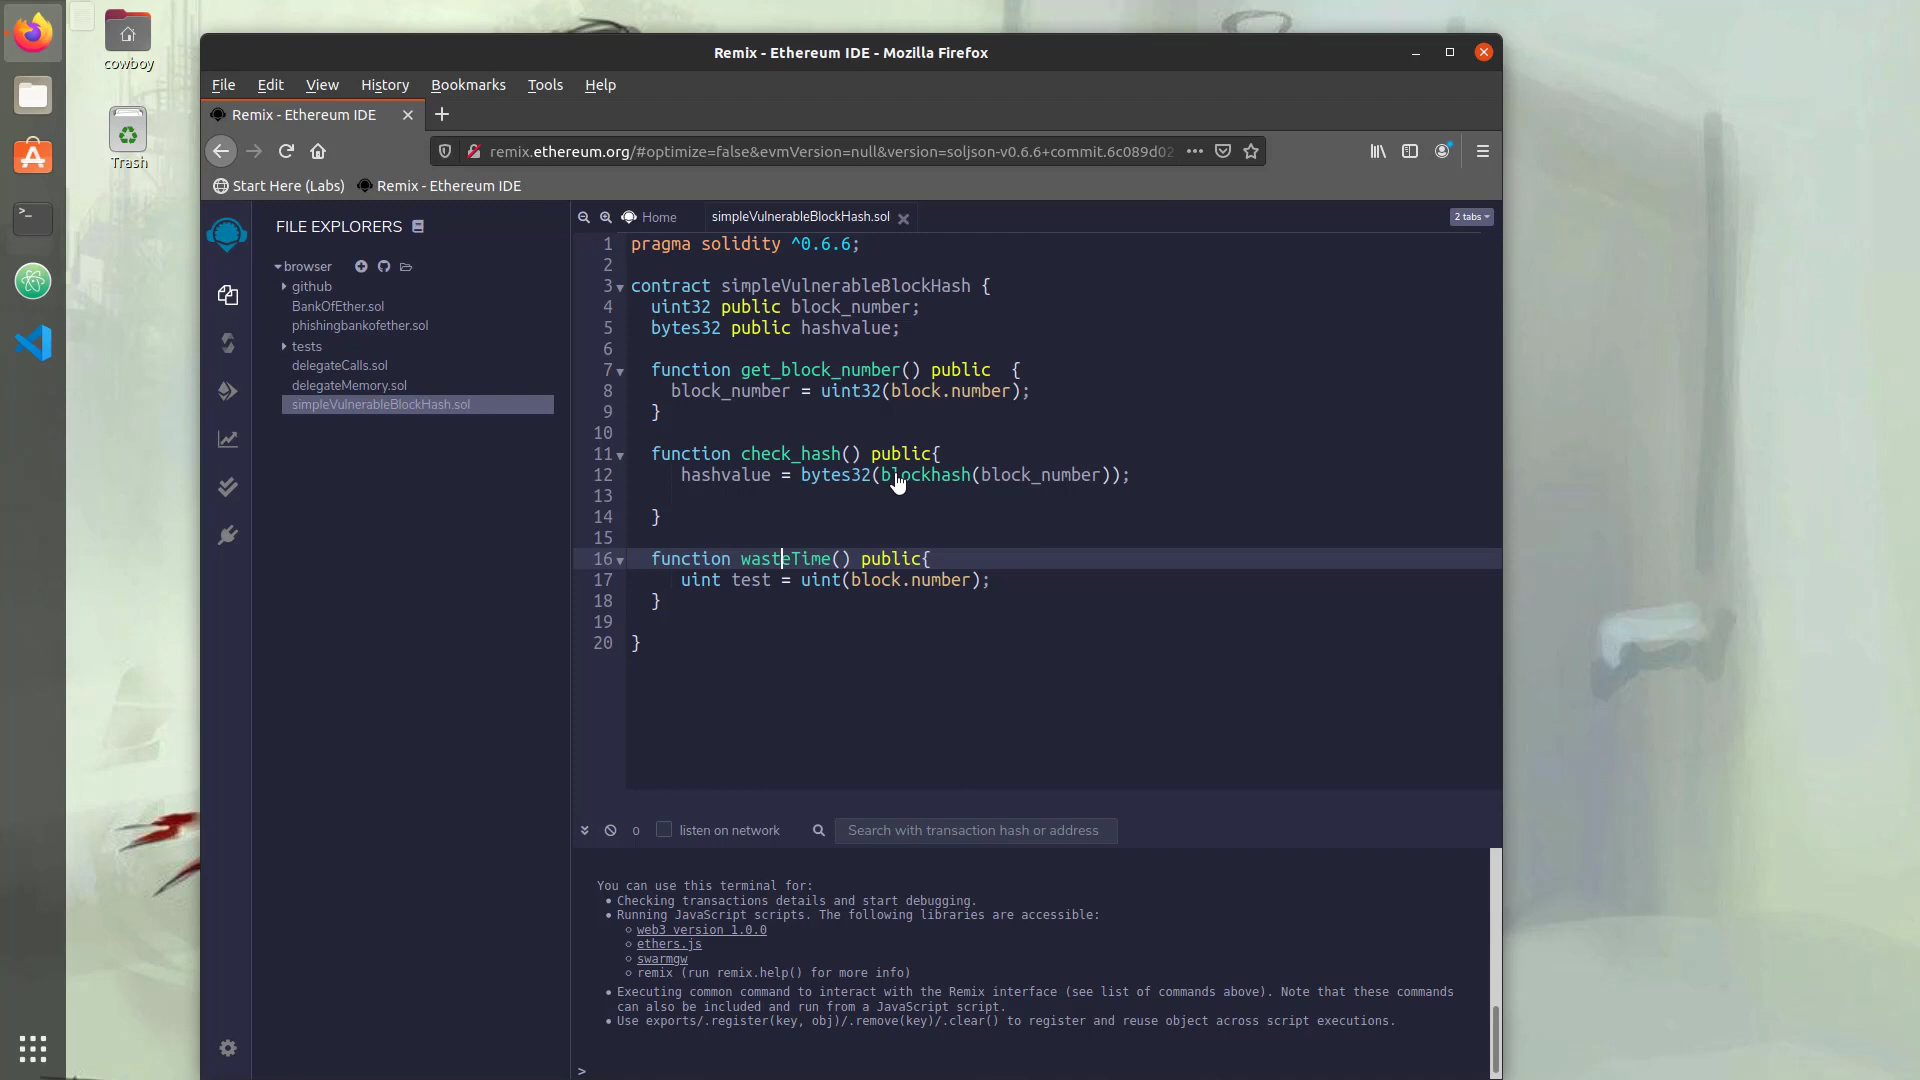 cowboy
Trash
Remix - Ethereum IDE - Mozilla Firefox
File Edit View History Bookmarks Tools Help
Remix - Ethereum IDE
remix.ethereum.org/#optimize=false&evmVersion=null&version=soljson-v0.6.6+commit.6c089d02
Start Here (Labs) Remix - Ethereum IDE
FILE EXPLORERS
browser
github
BankOfEther.sol
phishingbankofether.sol
tests
delegateCalls.sol
delegateMemory.sol
simpleVulnerableBlockHash.sol
Home simpleVulnerableBlockHash.sol 2 tabs
1 pragma solidity ^0.6.6;
2
3 contract simpleVulnerableBlockHash {
4 uint32 public block_number;
5 bytes32 public hashvalue;
6
7 function get_block_number() public {
8 block_number = uint32(block.number);
9 }
10
11 function check_hash() public{
12 hashvalue = bytes32(blockhash(block_number));
13
14 }
15
16 function wasteTime() public{
17 uint test = uint(block.number);
18 }
19
20 }
0 listen on network Search with transaction hash or address
You can use this terminal for:
• Checking transactions details and start debugging.
• Running JavaScript scripts. The following libraries are accessible:
○ web3 version 1.0.0
○ ethers.js
○ swarmgw
○ remix (run remix.help() for more info)
• Executing common command to interact with the Remix interface (see list of commands above). Note that these commands
can also be included and run from a JavaScript script.
• Use exports/.register(key, obj)/.remove(key)/.clear() to register and reuse object across script executions.
>